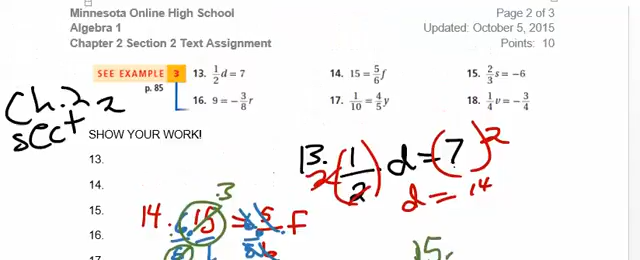 Minnesota Online High School
Page 2 of 3
Algebra 1
Updated: October 5, 2015
Chapter 2 Section 2 Text Assignment
Points: 10
SEE EXAMPLE 3
p. 85
13. 1/2 d = 7
14. 15 = 5/6 f
15. 2/3 s = -6
16. 9 = -3/8 r
17. 1/10 = 4/5 y
18. 1/4 v = -3/4
Ch. 2
sect 2
SHOW YOUR WORK!
13.
14.
15.
16.
17.
13. 2(1/2)·d = (7)2
d = 14
3
14. 15 = 5 f
15.